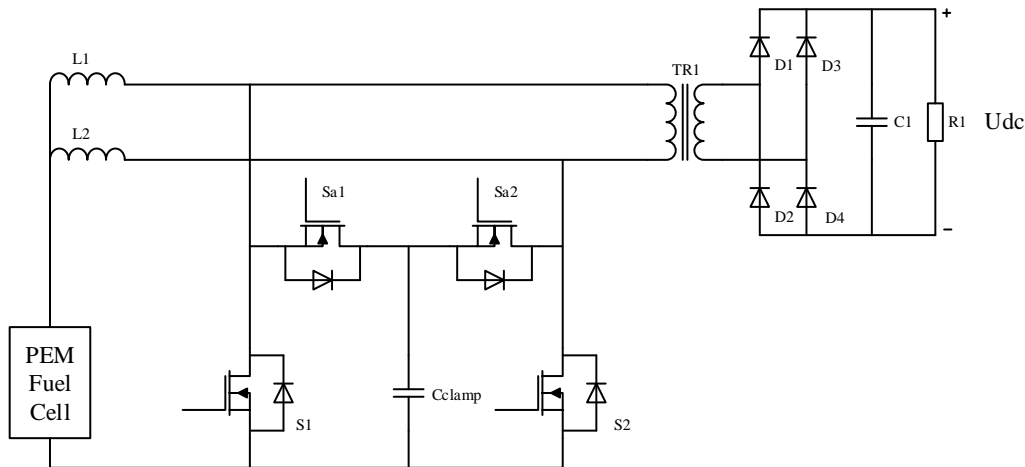 +
L1
TR1
D1
D3
L2
C1
R1
Udc
Sa1
Sa2
D2
D4
−
PEM
Fuel
Cell
Cclamp
S1
S2